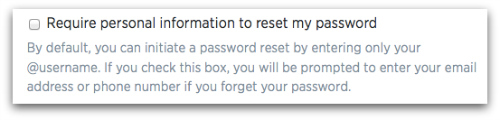 Require personal information to reset my password
By default, you can initiate a password reset by entering only your
@username. If you check this box, you will be prompted to enter your email
address or phone number if you forget your password.